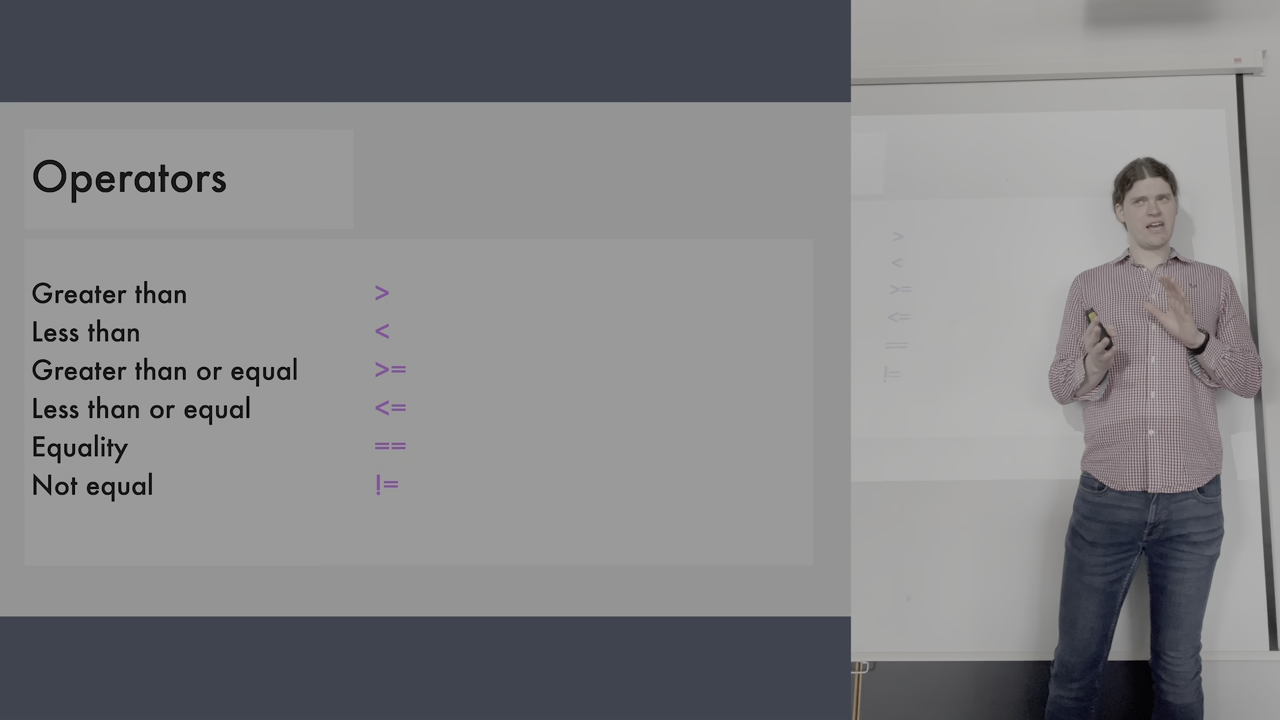 Operators
Greater than >
Less than <
Greater than or equal >=
Less than or equal <=
Equality ==
Not equal !=
>
<
>=
<=
==
!=